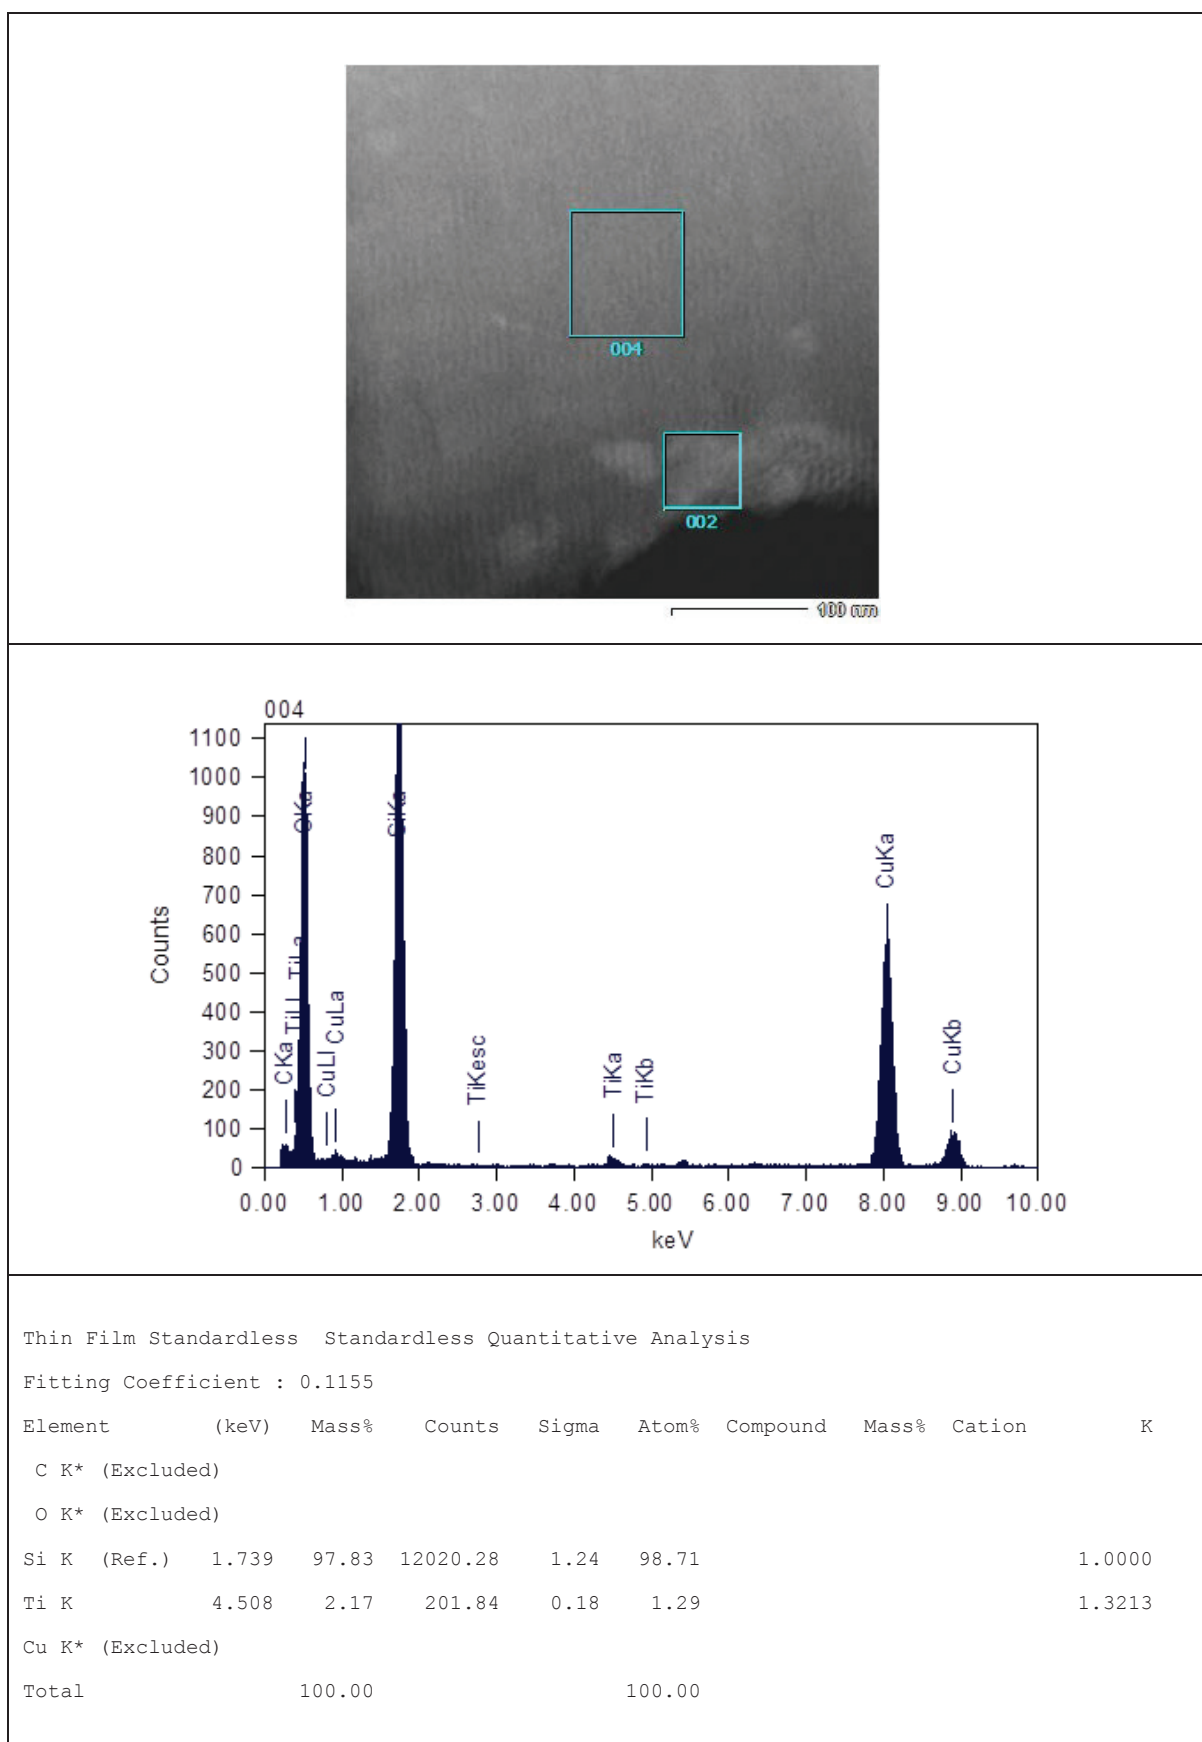 004
002
100 nm
004
1100
1000
900
800
700
600
500
400
300
200
100
0
Counts
CKa
TiLl
TiLa
OKa
CuLl
CuLa
SiKa
TiKesc
TiKa
TiKb
CuKa
CuKb
0.00 1.00 2.00 3.00 4.00 5.00 6.00 7.00 8.00 9.00 10.00
keV
Thin Film Standardless Standardless Quantitative Analysis
Fitting Coefficient : 0.1155
Element (keV) Mass% Counts Sigma Atom% Compound Mass% Cation K
C K* (Excluded)
O K* (Excluded)
Si K (Ref.) 1.739 97.83 12020.28 1.24 98.71 1.0000
Ti K 4.508 2.17 201.84 0.18 1.29 1.3213
Cu K* (Excluded)
Total 100.00 100.00